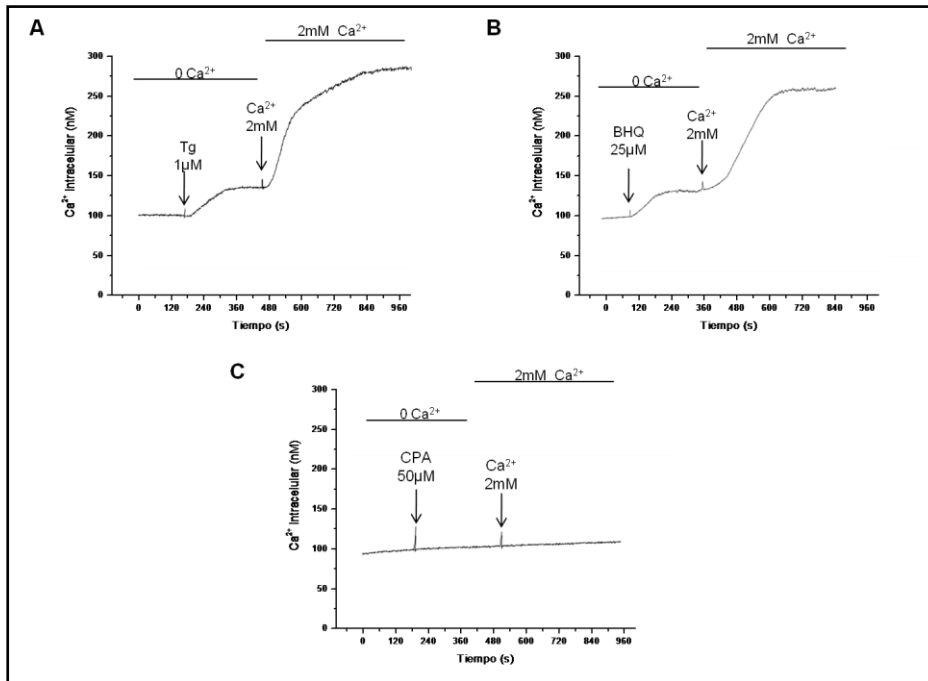 A
2mM Ca²⁺
0 Ca²⁺
Ca²⁺
2mM
Tg
1µM
Ca²⁺ Intracelular (nM)
300
250
200
150
100
50
0
0 120 240 360 480 600 720 840 960
Tiempo (s)
B
2mM Ca²⁺
0 Ca²⁺
BHQ
25µM
Ca²⁺
2mM
Ca²⁺ Intracelular (nM)
300
250
200
150
100
50
0
0 120 240 360 480 600 720 840 960
Tiempo (s)
C
2mM Ca²⁺
0 Ca²⁺
CPA
50µM
Ca²⁺
2mM
Ca²⁺ Intracelular (nM)
300
250
200
150
100
50
0
0 120 240 360 480 600 720 840 960
Tiempo (s)